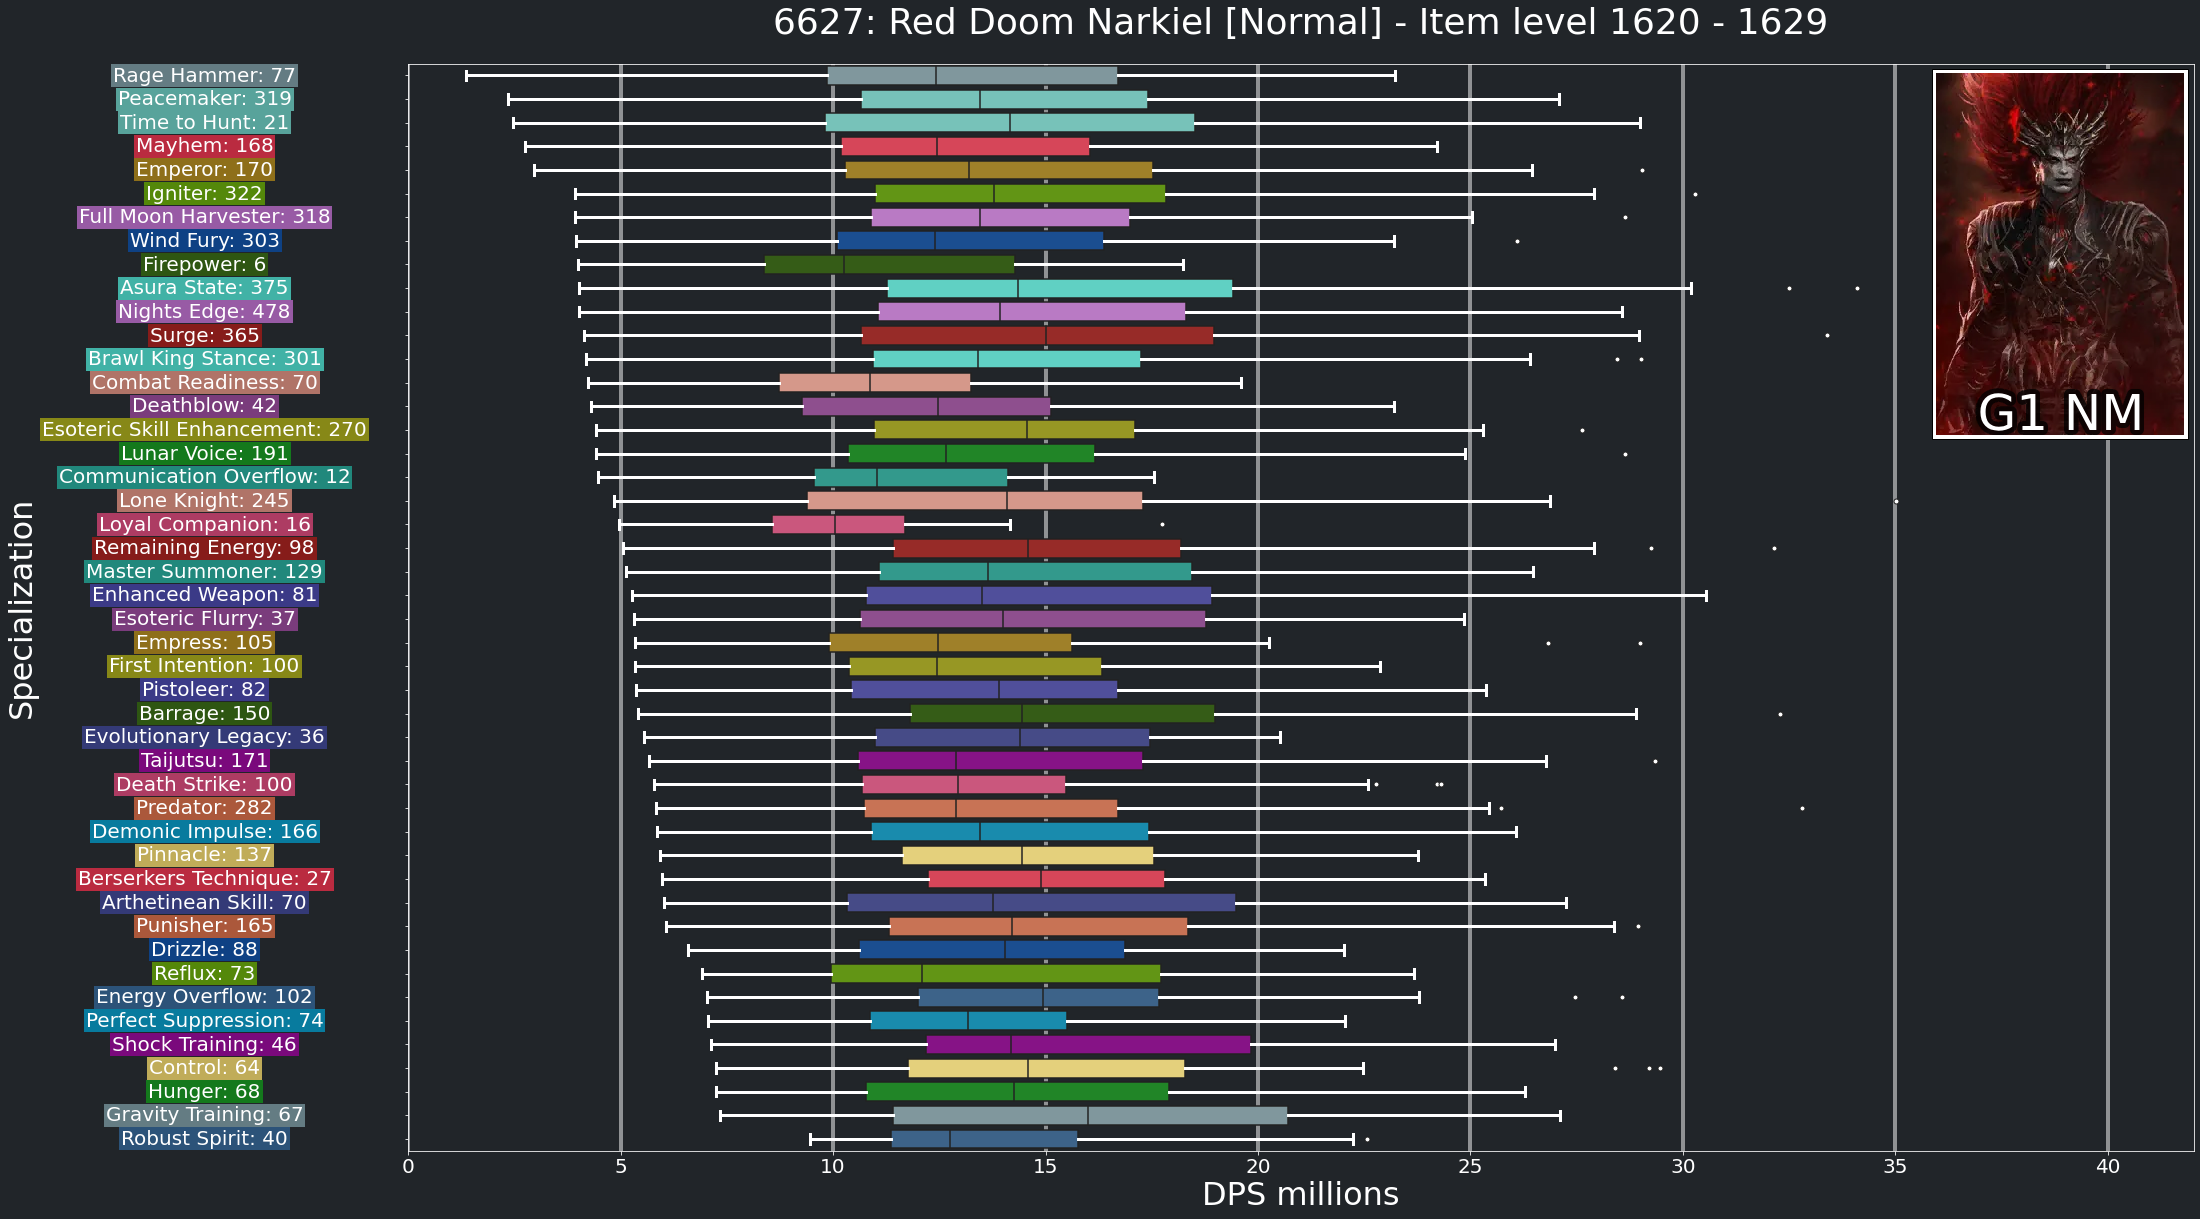 6627: Red Doom Narkiel [Normal] - Item level 1620 - 1629
Rage Hammer: 77
Peacemaker: 319
Time to Hunt: 21
Mayhem: 168
Emperor: 170
Igniter: 322
Full Moon Harvester: 318
Wind Fury: 303
Firepower: 6
Asura State: 375
Nights Edge: 478
Surge: 365
Brawl King Stance: 301
Combat Readiness: 70
Deathblow: 42
Esoteric Skill Enhancement: 270
Lunar Voice: 191
Communication Overflow: 12
Lone Knight: 245
Loyal Companion: 16
Remaining Energy: 98
Master Summoner: 129
Enhanced Weapon: 81
Esoteric Flurry: 37
Empress: 105
First Intention: 100
Pistoleer: 82
Barrage: 150
Evolutionary Legacy: 36
Taijutsu: 171
Death Strike: 100
Predator: 282
Demonic Impulse: 166
Pinnacle: 137
Berserkers Technique: 27
Arthetinean Skill: 70
Punisher: 165
Drizzle: 88
Reflux: 73
Energy Overflow: 102
Perfect Suppression: 74
Shock Training: 46
Control: 64
Hunger: 68
Gravity Training: 67
Robust Spirit: 40
Specialization
G1 NM
0 5 10 15 20 25 30 35 40
DPS millions